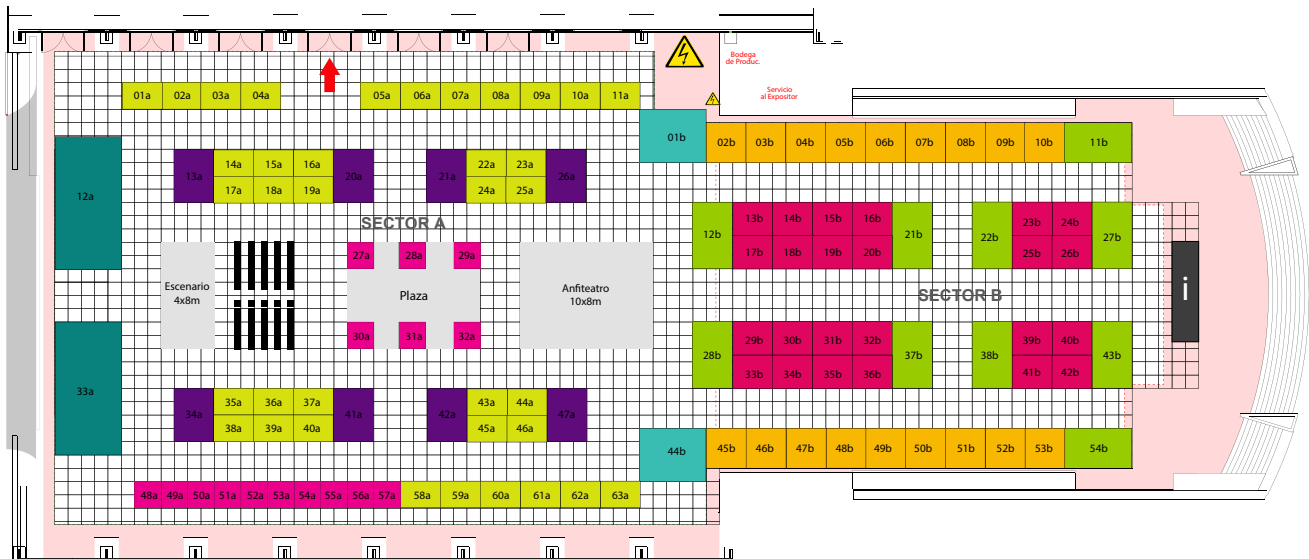 Bodega
de Produc.
Servicio
al Expositor
01a 02a 03a 04a 05a 06a 07a 08a 09a 10a 11a
01b 02b 03b 04b 05b 06b 07b 08b 09b 10b 11b
12a
13a 14a 15a 16a 20a
17a 18a 19a
21a 22a 23a 26a
24a 25a
SECTOR A
12b 13b 14b 15b 16b 21b
17b 18b 19b 20b
22b 23b 24b 27b
25b 26b
27a 28a 29a
Escenario
4x8m
Plaza
Anfiteatro
10x8m
SECTOR B
i
30a 31a 32a
28b 29b 30b 31b 32b 37b
33b 34b 35b 36b
38b 39b 40b 43b
41b 42b
33a
34a 35a 36a 37a 41a
38a 39a 40a
42a 43a 44a 47a
45a 46a
44b 45b 46b 47b 48b 49b 50b 51b 52b 53b 54b
48a 49a 50a 51a 52a 53a 54a 55a 56a 57a 58a 59a 60a 61a 62a 63a